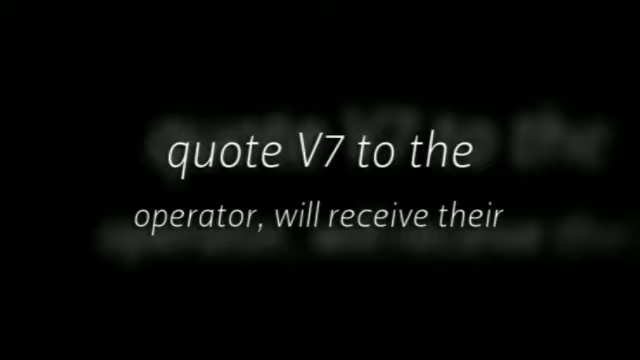 quote V7 to the
operator, will receive their